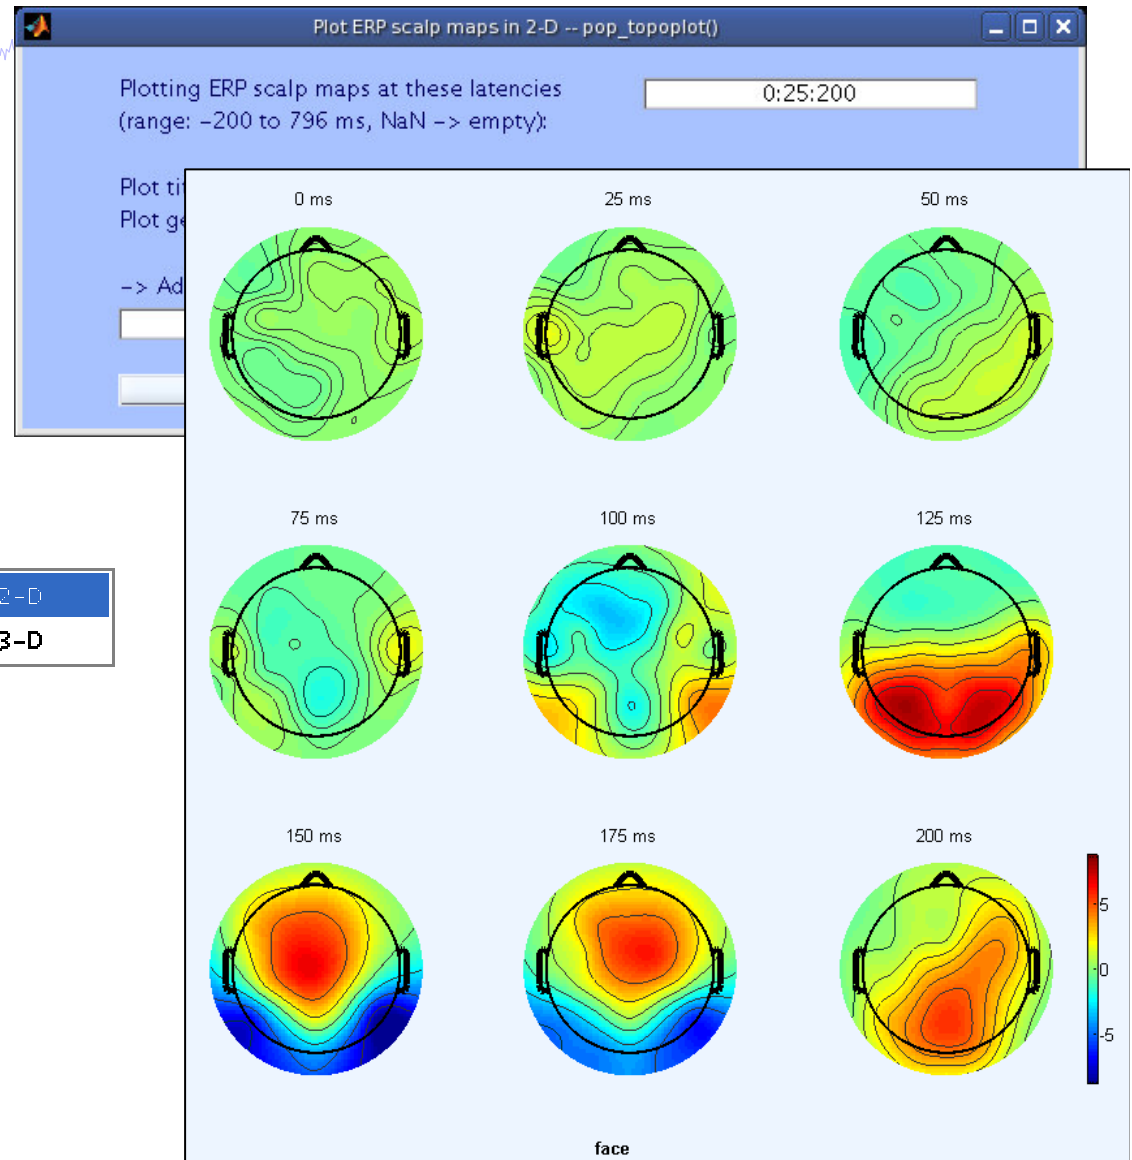 Plot ERP scalp maps in 2-D -- pop_topoplot()
Plotting ERP scalp maps at these latencies
0:25:200
(range: -200 to 796 ms, NaN -> empty):
Plot tit
Plot ge
-> Ad
0 ms
25 ms
50 ms
75 ms
100 ms
125 ms
2-D
3-D
150 ms
175 ms
200 ms
5
0
-5
face